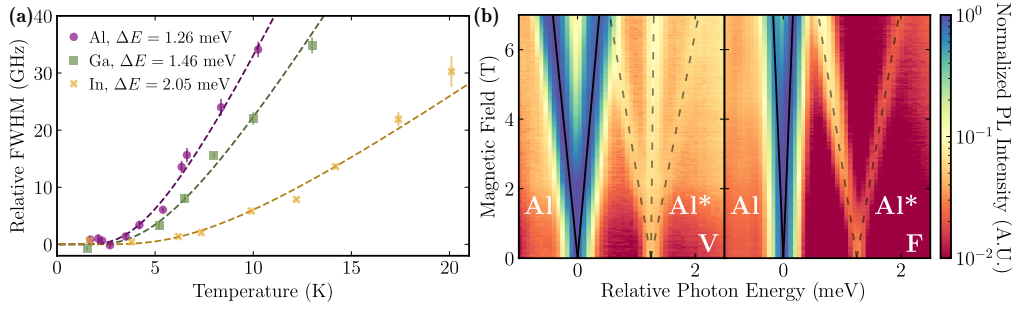 (a)
Relative FWHM (GHz)
40
30
20
10
0
Al, ΔE = 1.26 meV
Ga, ΔE = 1.46 meV
In, ΔE = 2.05 meV
0 5 10 15 20
Temperature (K)
(b)
Magnetic Field (T)
6
4
2
0
Al Al*
V
Al Al*
F
0 2 0 2
Relative Photon Energy (meV)
10⁰
10⁻¹
10⁻²
Normalized PL Intensity (A.U.)